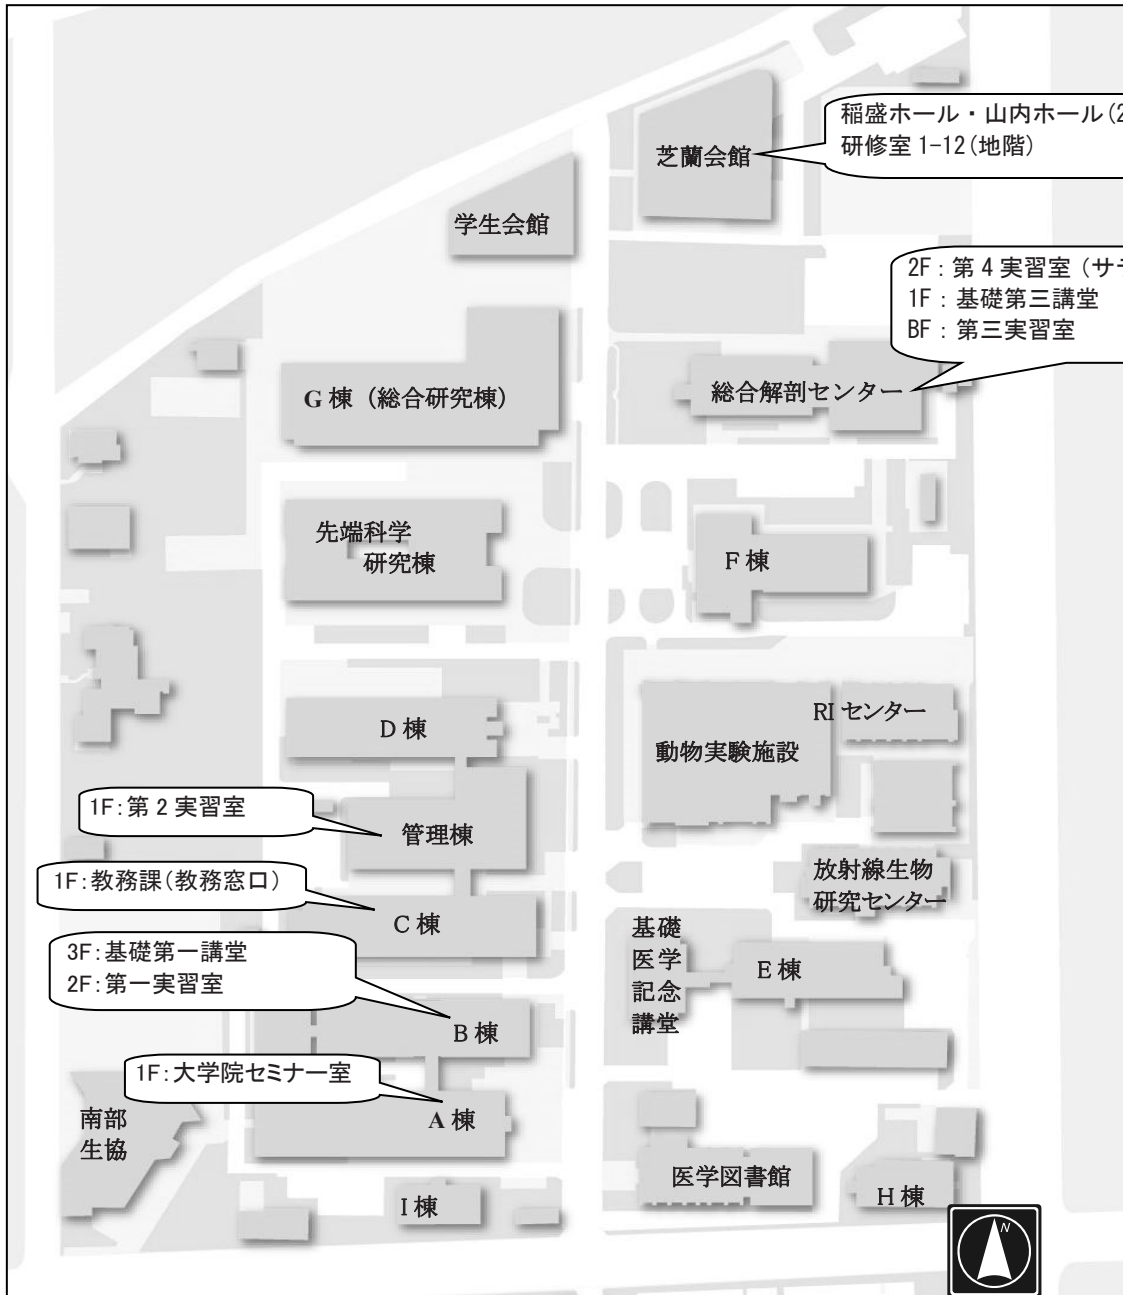 稲盛ホール・山内ホール(2
研修室 1-12(地階)
芝蘭会館
学生会館
2F : 第 4 実習室 (サ
1F : 基礎第三講堂
BF : 第三実習室
総合解剖センター
G 棟 (総合研究棟)
先端科学
研究棟
F 棟
D 棟
RI センター
動物実験施設
1F:第 2 実習室
管理棟
放射線生物
研究センター
1F:教務課(教務窓口)
C 棟
基礎
医学
記念
講堂
E 棟
3F:基礎第一講堂
2F:第一実習室
B 棟
1F:大学院セミナー室
A 棟
南部
生協
医学図書館
H 棟
I 棟
N